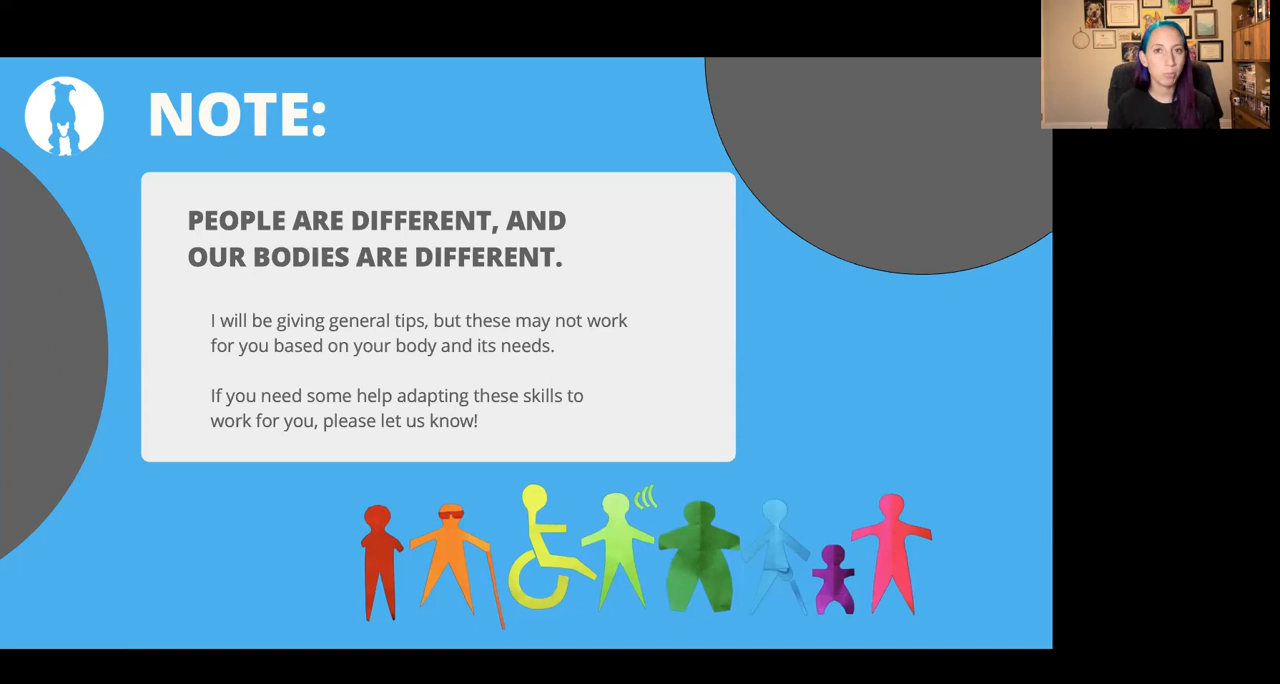 NOTE:
PEOPLE ARE DIFFERENT, AND
OUR BODIES ARE DIFFERENT.
I will be giving general tips, but these may not work
for you based on your body and its needs.
If you need some help adapting these skills to
work for you, please let us know!